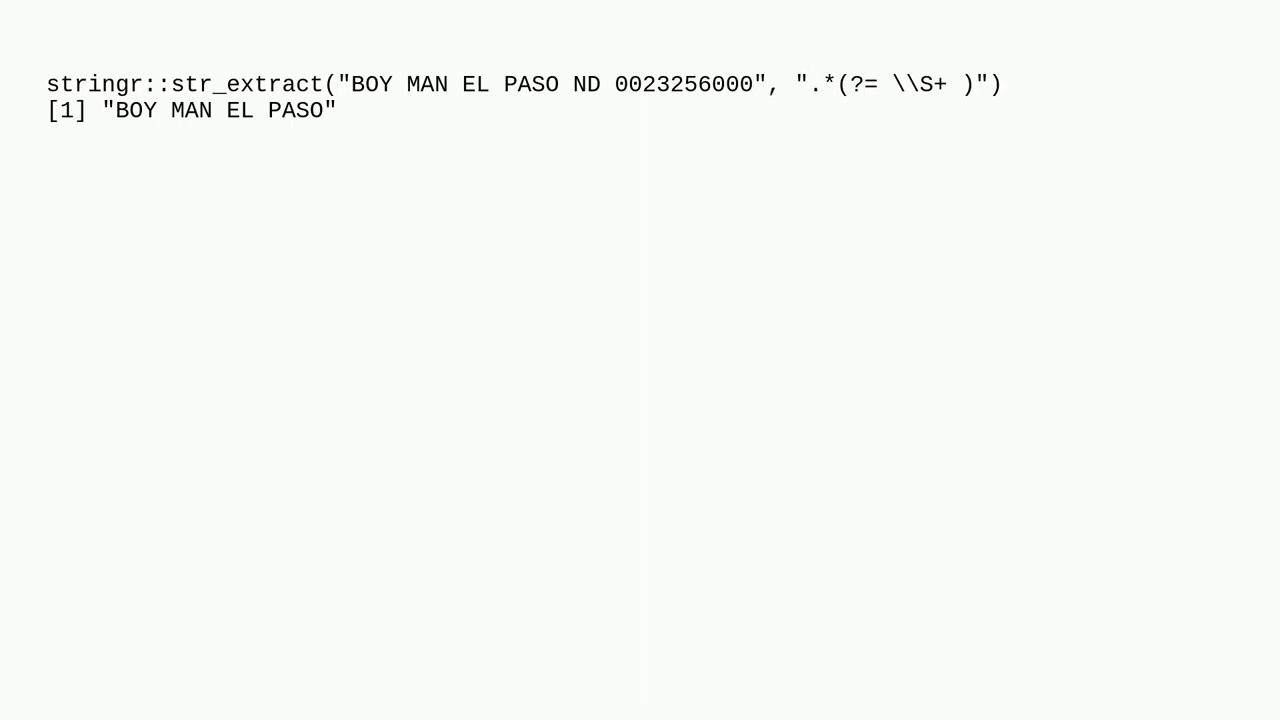 stringr::str_extract("BOY MAN EL PASO ND 0023256000", ".*(?= \\S+ )")
[1] "BOY MAN EL PASO"